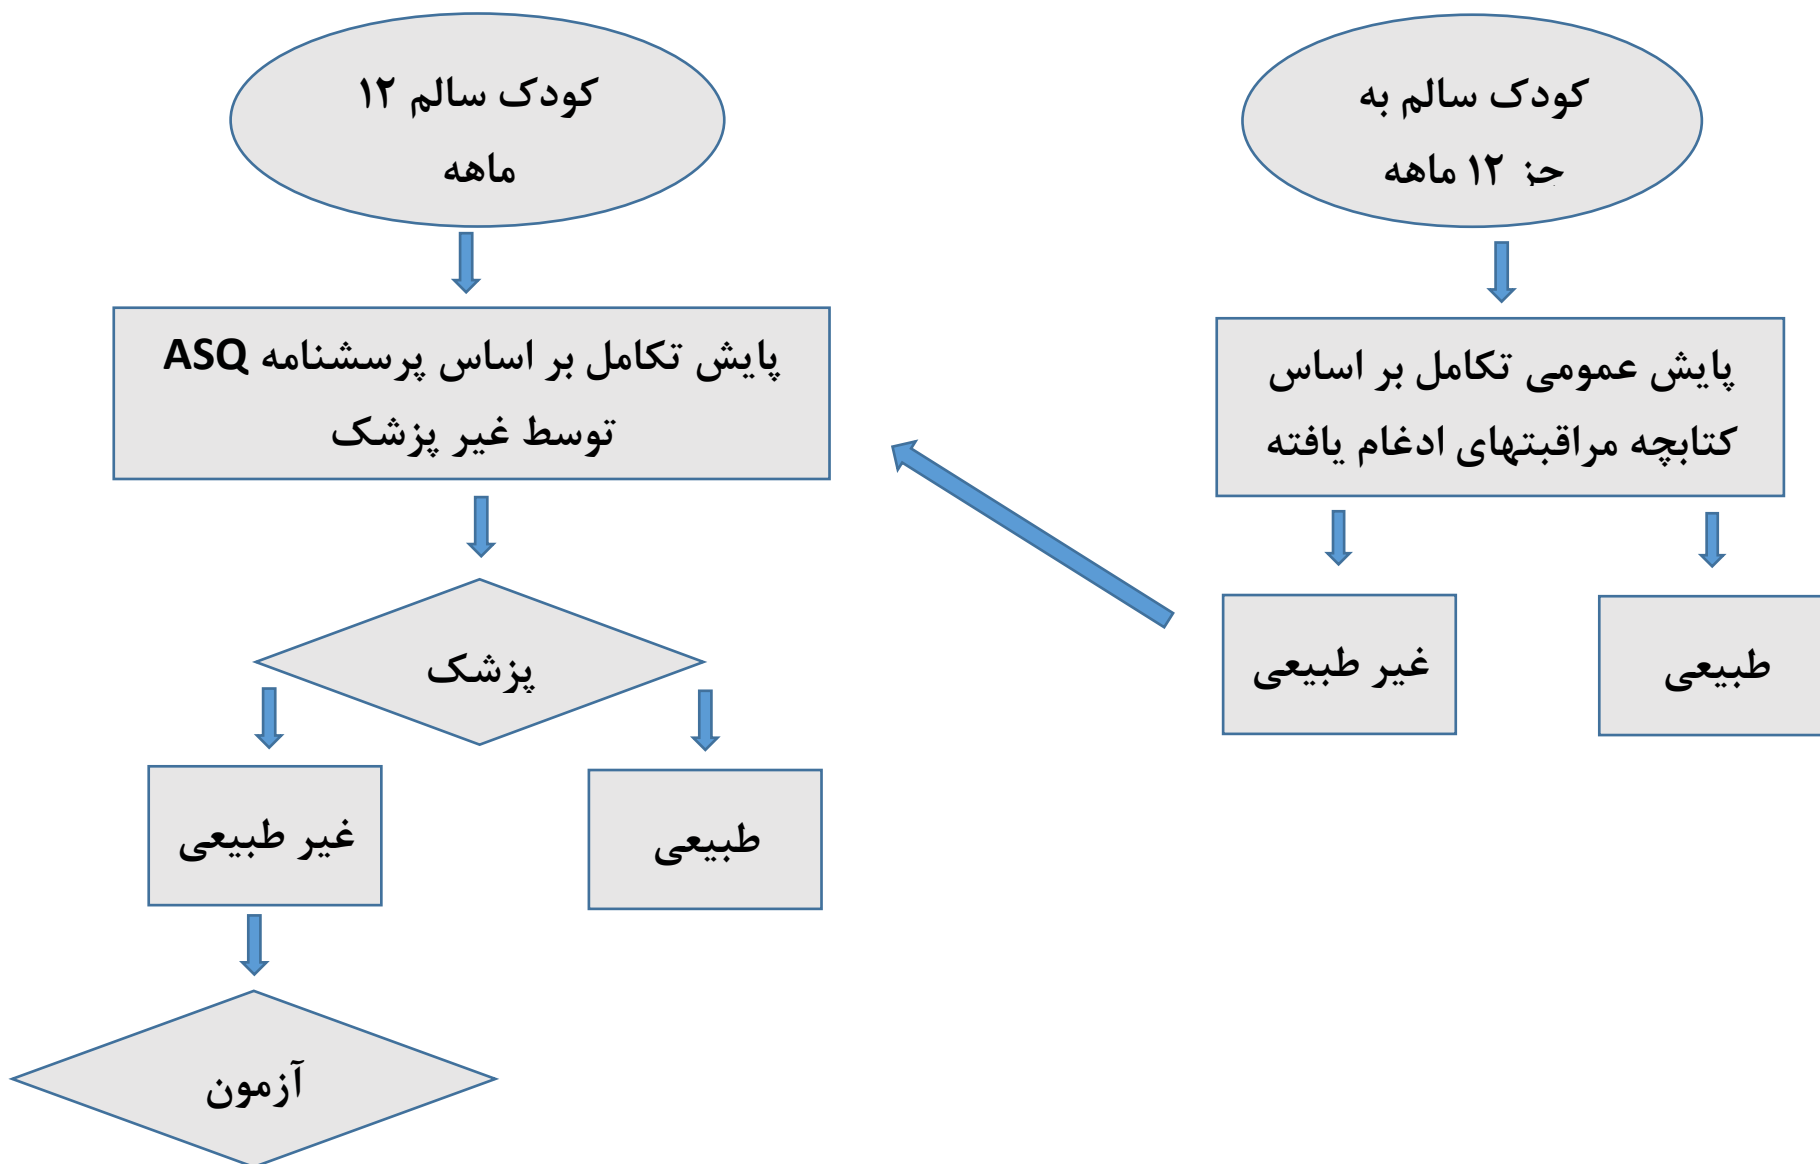 کودک سالم به
جز ۱۲ ماهه
کودک سالم ۱۲
ماهه
پایش عمومی تکامل بر اساس
کتابچه مراقبتهای ادغام یافته
پایش تکامل بر اساس پرسشنامه ASQ
توسط غیر پزشک
طبیعی
غیر طبیعی
پزشک
طبیعی
غیر طبیعی
آزمون